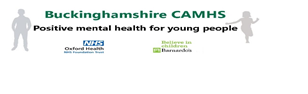 Buckinghamshire CAMHS
Positive mental health for young people
NHS
Oxford Health
NHS Foundation Trust
Believe in
children
Barnardo's